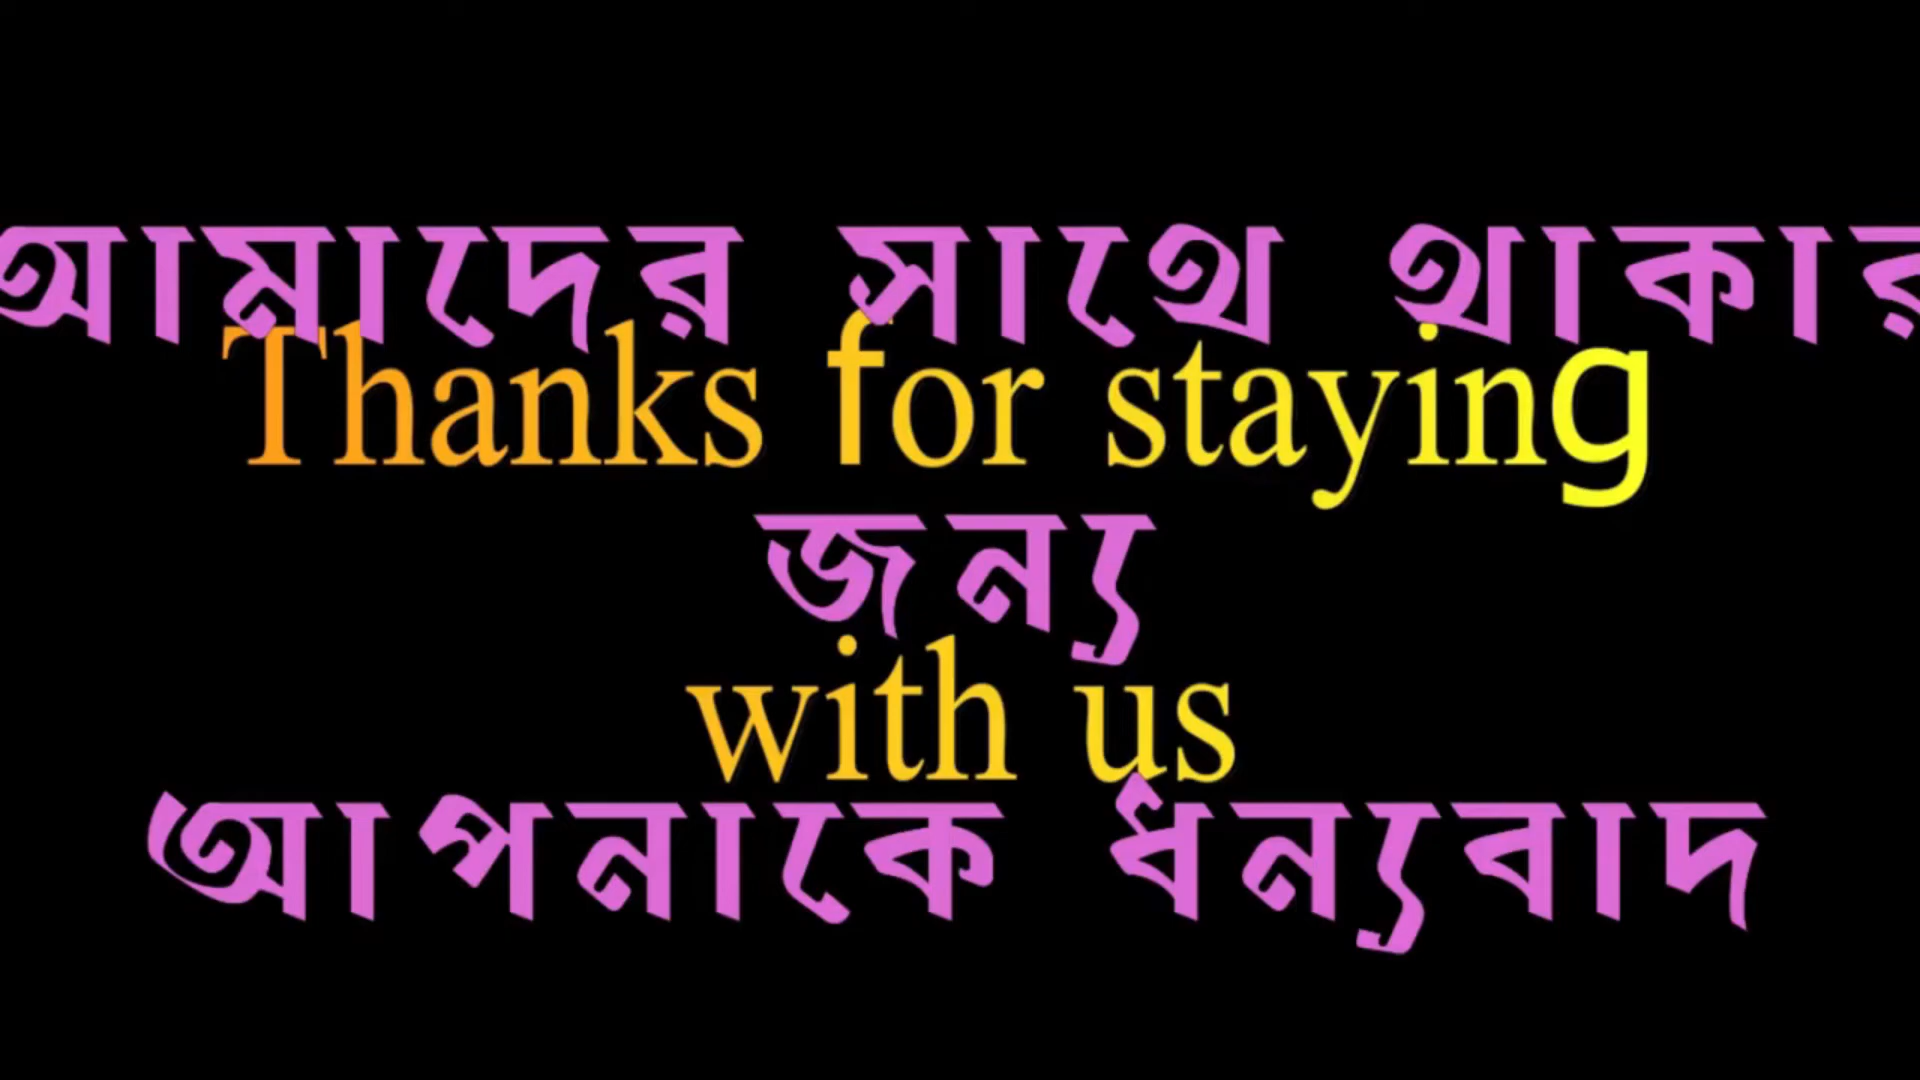 আমাদের সাথে থাকার
Thanks for staying
জন্য
with us
আপনাকে ধন্যবাদ